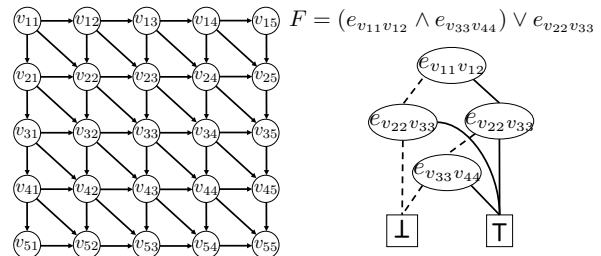 v11 v12 v13 v14 v15
v21 v22 v23 v24 v25
v31 v32 v33 v34 v35
v41 v42 v43 v44 v45
v51 v52 v53 v54 v55
F = (e_{v11v12} ∧ e_{v33v44}) ∨ e_{v22v33}
e_{v11v12}
e_{v22v33} e_{v22v33}
e_{v33v44}
⊥ ⊤